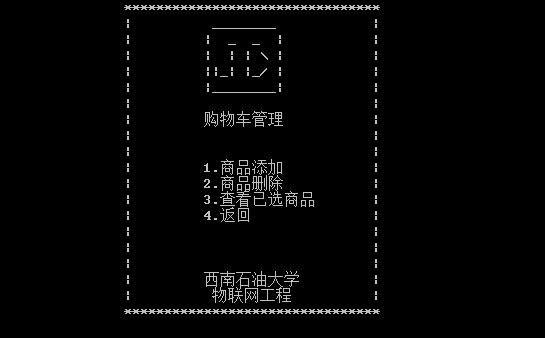 购物车管理
1.商品添加
2.商品删除
3.查看已选商品
4.返回
西南石油大学
物联网工程